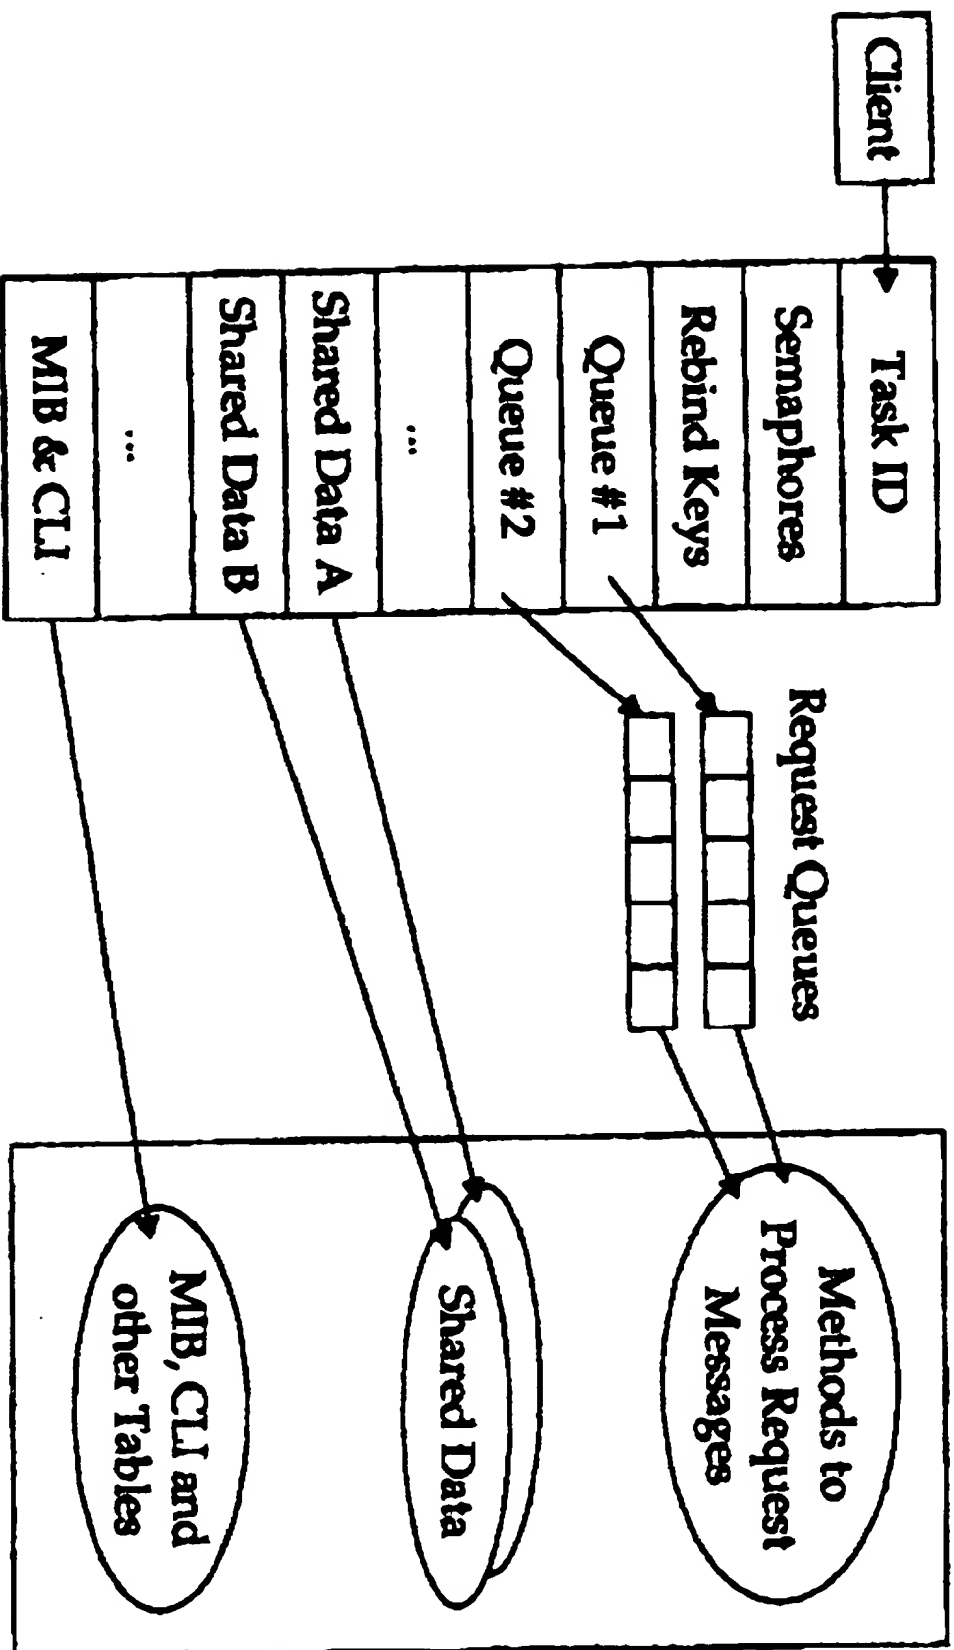 Client
Task ID
Semaphores
Rebind Keys
Queue #1
Queue #2
...
Shared Data A
Shared Data B
...
MIB & CLI
Request Queues
Methods to
Process Request
Messages
Shared Data
MIB, CLI and
other Tables